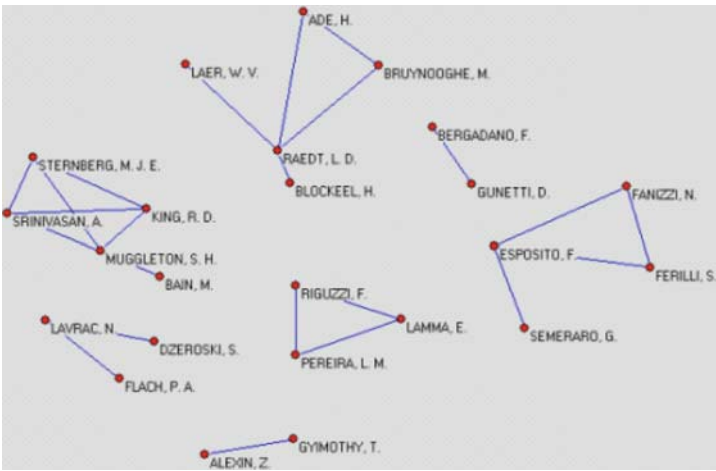 ADE, H.
LAER, W. V.
BRUYNOOGHE, M.
BERGADANO, F.
RAEDT, L. D.
STERNBERG, M. J. E.
BLOCKEEL, H.
GUNETTI, D.
FANIZZI, N.
SRINIVASAN, A.
KING, R. D.
ESPOSITO, F.
MUGGLETON, S. H.
FERILLI, S.
BAIN, M.
RIGUZZI, F.
LAVRAC, N.
LAMMA, E.
SEMERARO, G.
DZEROSKI, S.
PEREIRA, L. M.
FLACH, P. A.
GYIMOTHY, T.
ALEXIN, Z.